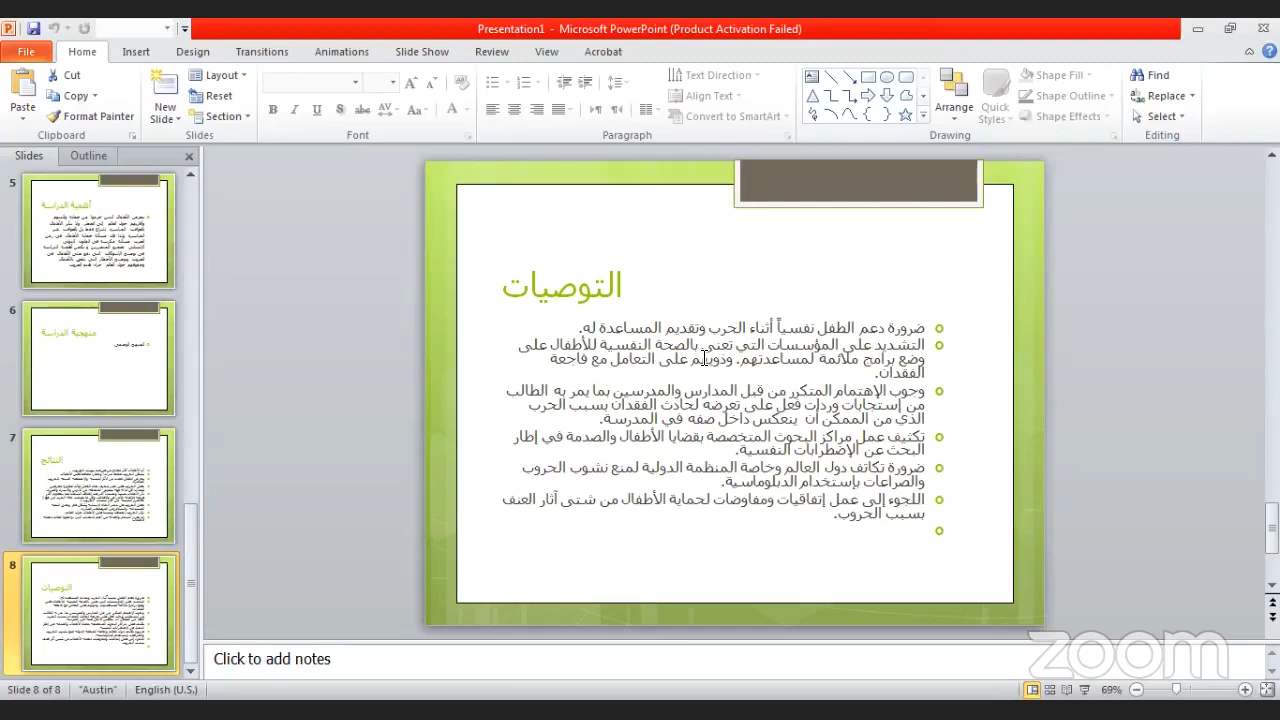 Presentation1 - Microsoft PowerPoint (Product Activation Failed)
File Home Insert Design Transitions Animations Slide Show Review View Acrobat
Paste
Cut
Copy
Format Painter
Clipboard
New Slide
Layout
Reset
Section
Slides
Font
Text Direction
Align Text
Convert to SmartArt
Paragraph
Arrange
Quick Styles
Shape Fill
Shape Outline
Shape Effects
Drawing
Find
Replace
Select
Editing
Slides Outline
5
أهمية الدراسة
6
منهجية الدراسة
7
النتائج
8
التوصيات
التوصيات
ضرورة دعم الطفل نفسياً أثناء الحرب وتقديم المساعدة له.
التشديد على المؤسسات التي تعنى بالصحة النفسية للأطفال على
وضع برامج ملائمة لمساعدتهم. وذويهم على التعامل مع فاجعة
الفقدان.
وجوب الإهتمام المتكرر من قبل المدارس والمدرسين بما يمر به الطالب
من إستجابات وردات فعل على تعرضه لحادث الفقدان بسبب الحرب
الذي من الممكن أن ينعكس داخل صفه في المدرسة.
تكثيف عمل مراكز البحوث المتخصصة بقضايا الأطفال والصدمة في إطار
البحث عن الإضطرابات النفسية.
ضرورة تكاتف دول العالم وخاصة المنظمة الدولية لمنع نشوب الحروب
والصراعات بإستخدام الدبلوماسية.
اللجوء إلى عمل إتفاقيات ومفاوضات لحماية الأطفال من شتى أثار العنف
بسبب الحروب.
Click to add notes
zoom
Slide 8 of 8 "Austin" English (U.S.) 69%